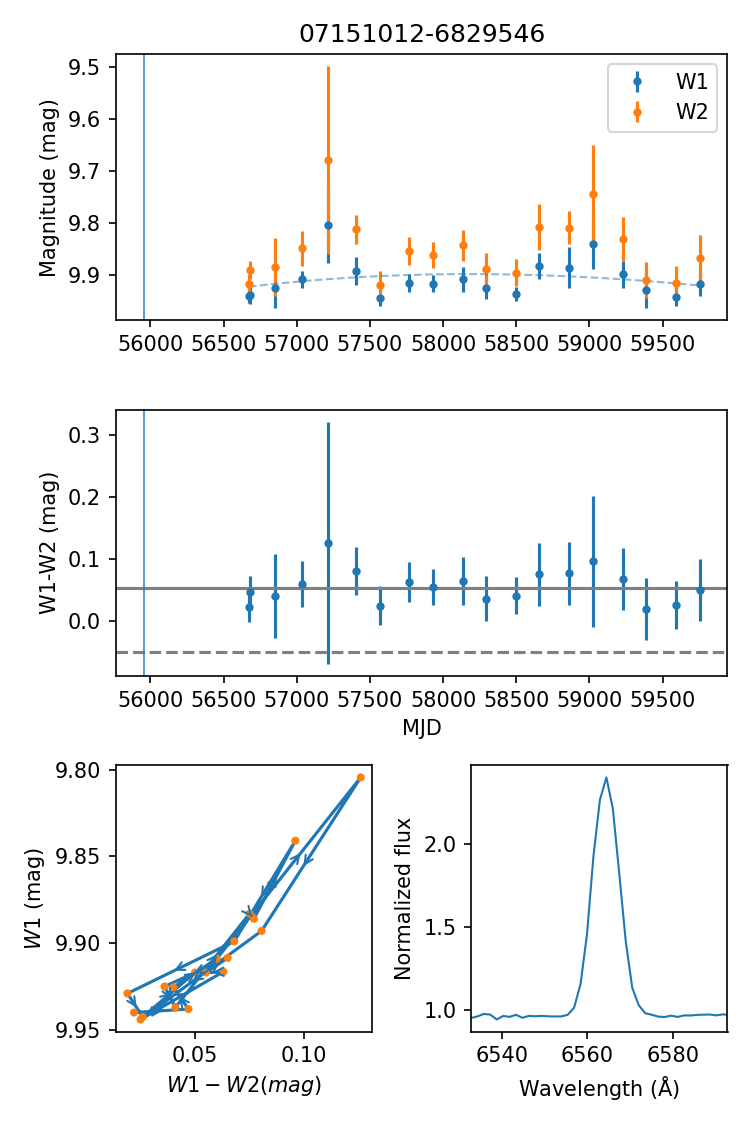 07151012-6829546
Magnitude (mag)
9.5
9.6
9.7
9.8
9.9
W1
W2
56000 56500 57000 57500 58000 58500 59000 59500
W1-W2 (mag)
0.3
0.2
0.1
0.0
56000 56500 57000 57500 58000 58500 59000 59500
MJD
W1 (mag)
9.80
9.85
9.90
9.95
0.05 0.10
W1 − W2(mag)
Normalized flux
2.0
1.5
1.0
6540 6560 6580
Wavelength (Å)